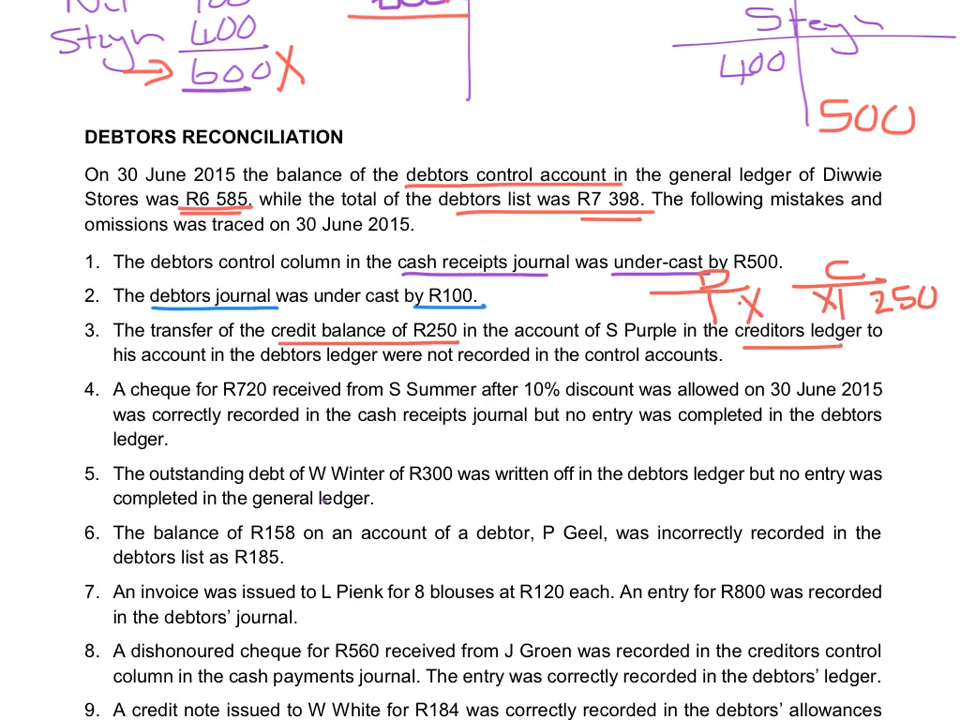 400
Steyn 400
600 X
Steyn
400
500
DEBTORS RECONCILIATION
On 30 June 2015 the balance of the debtors control account in the general ledger of Diwwie
Stores was R6 585, while the total of the debtors list was R7 398. The following mistakes and
omissions was traced on 30 June 2015.
1. The debtors control column in the cash receipts journal was under-cast by R500.
2. The debtors journal was under cast by R100.
D
X
C
X 250
3. The transfer of the credit balance of R250 in the account of S Purple in the creditors ledger to
his account in the debtors ledger were not recorded in the control accounts.
4. A cheque for R720 received from S Summer after 10% discount was allowed on 30 June 2015
was correctly recorded in the cash receipts journal but no entry was completed in the debtors
ledger.
5. The outstanding debt of W Winter of R300 was written off in the debtors ledger but no entry was
completed in the general ledger.
6. The balance of R158 on an account of a debtor, P Geel, was incorrectly recorded in the
debtors list as R185.
7. An invoice was issued to L Pienk for 8 blouses at R120 each. An entry for R800 was recorded
in the debtors' journal.
8. A dishonoured cheque for R560 received from J Groen was recorded in the creditors control
column in the cash payments journal. The entry was correctly recorded in the debtors' ledger.
9. A credit note issued to W White for R184 was correctly recorded in the debtors' allowances